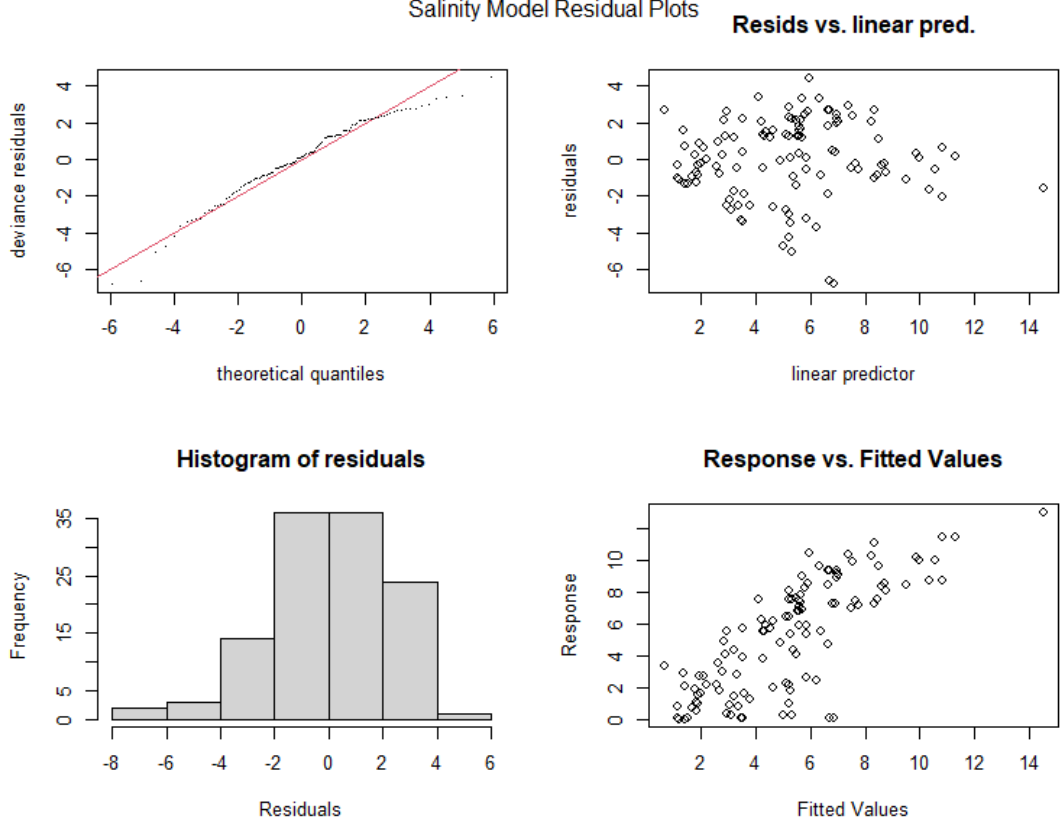 Salinity Model Residual Plots
Resids vs. linear pred.
deviance residuals
4
2
0
-2
-4
-6
-6 -4 -2 0 2 4 6
theoretical quantiles
residuals
4
2
0
-2
-4
-6
2 4 6 8 10 12 14
linear predictor
Histogram of residuals
Frequency
35
25
15
5
0
-8 -6 -4 -2 0 2 4 6
Residuals
Response vs. Fitted Values
Response
10
8
6
4
2
0
2 4 6 8 10 12 14
Fitted Values